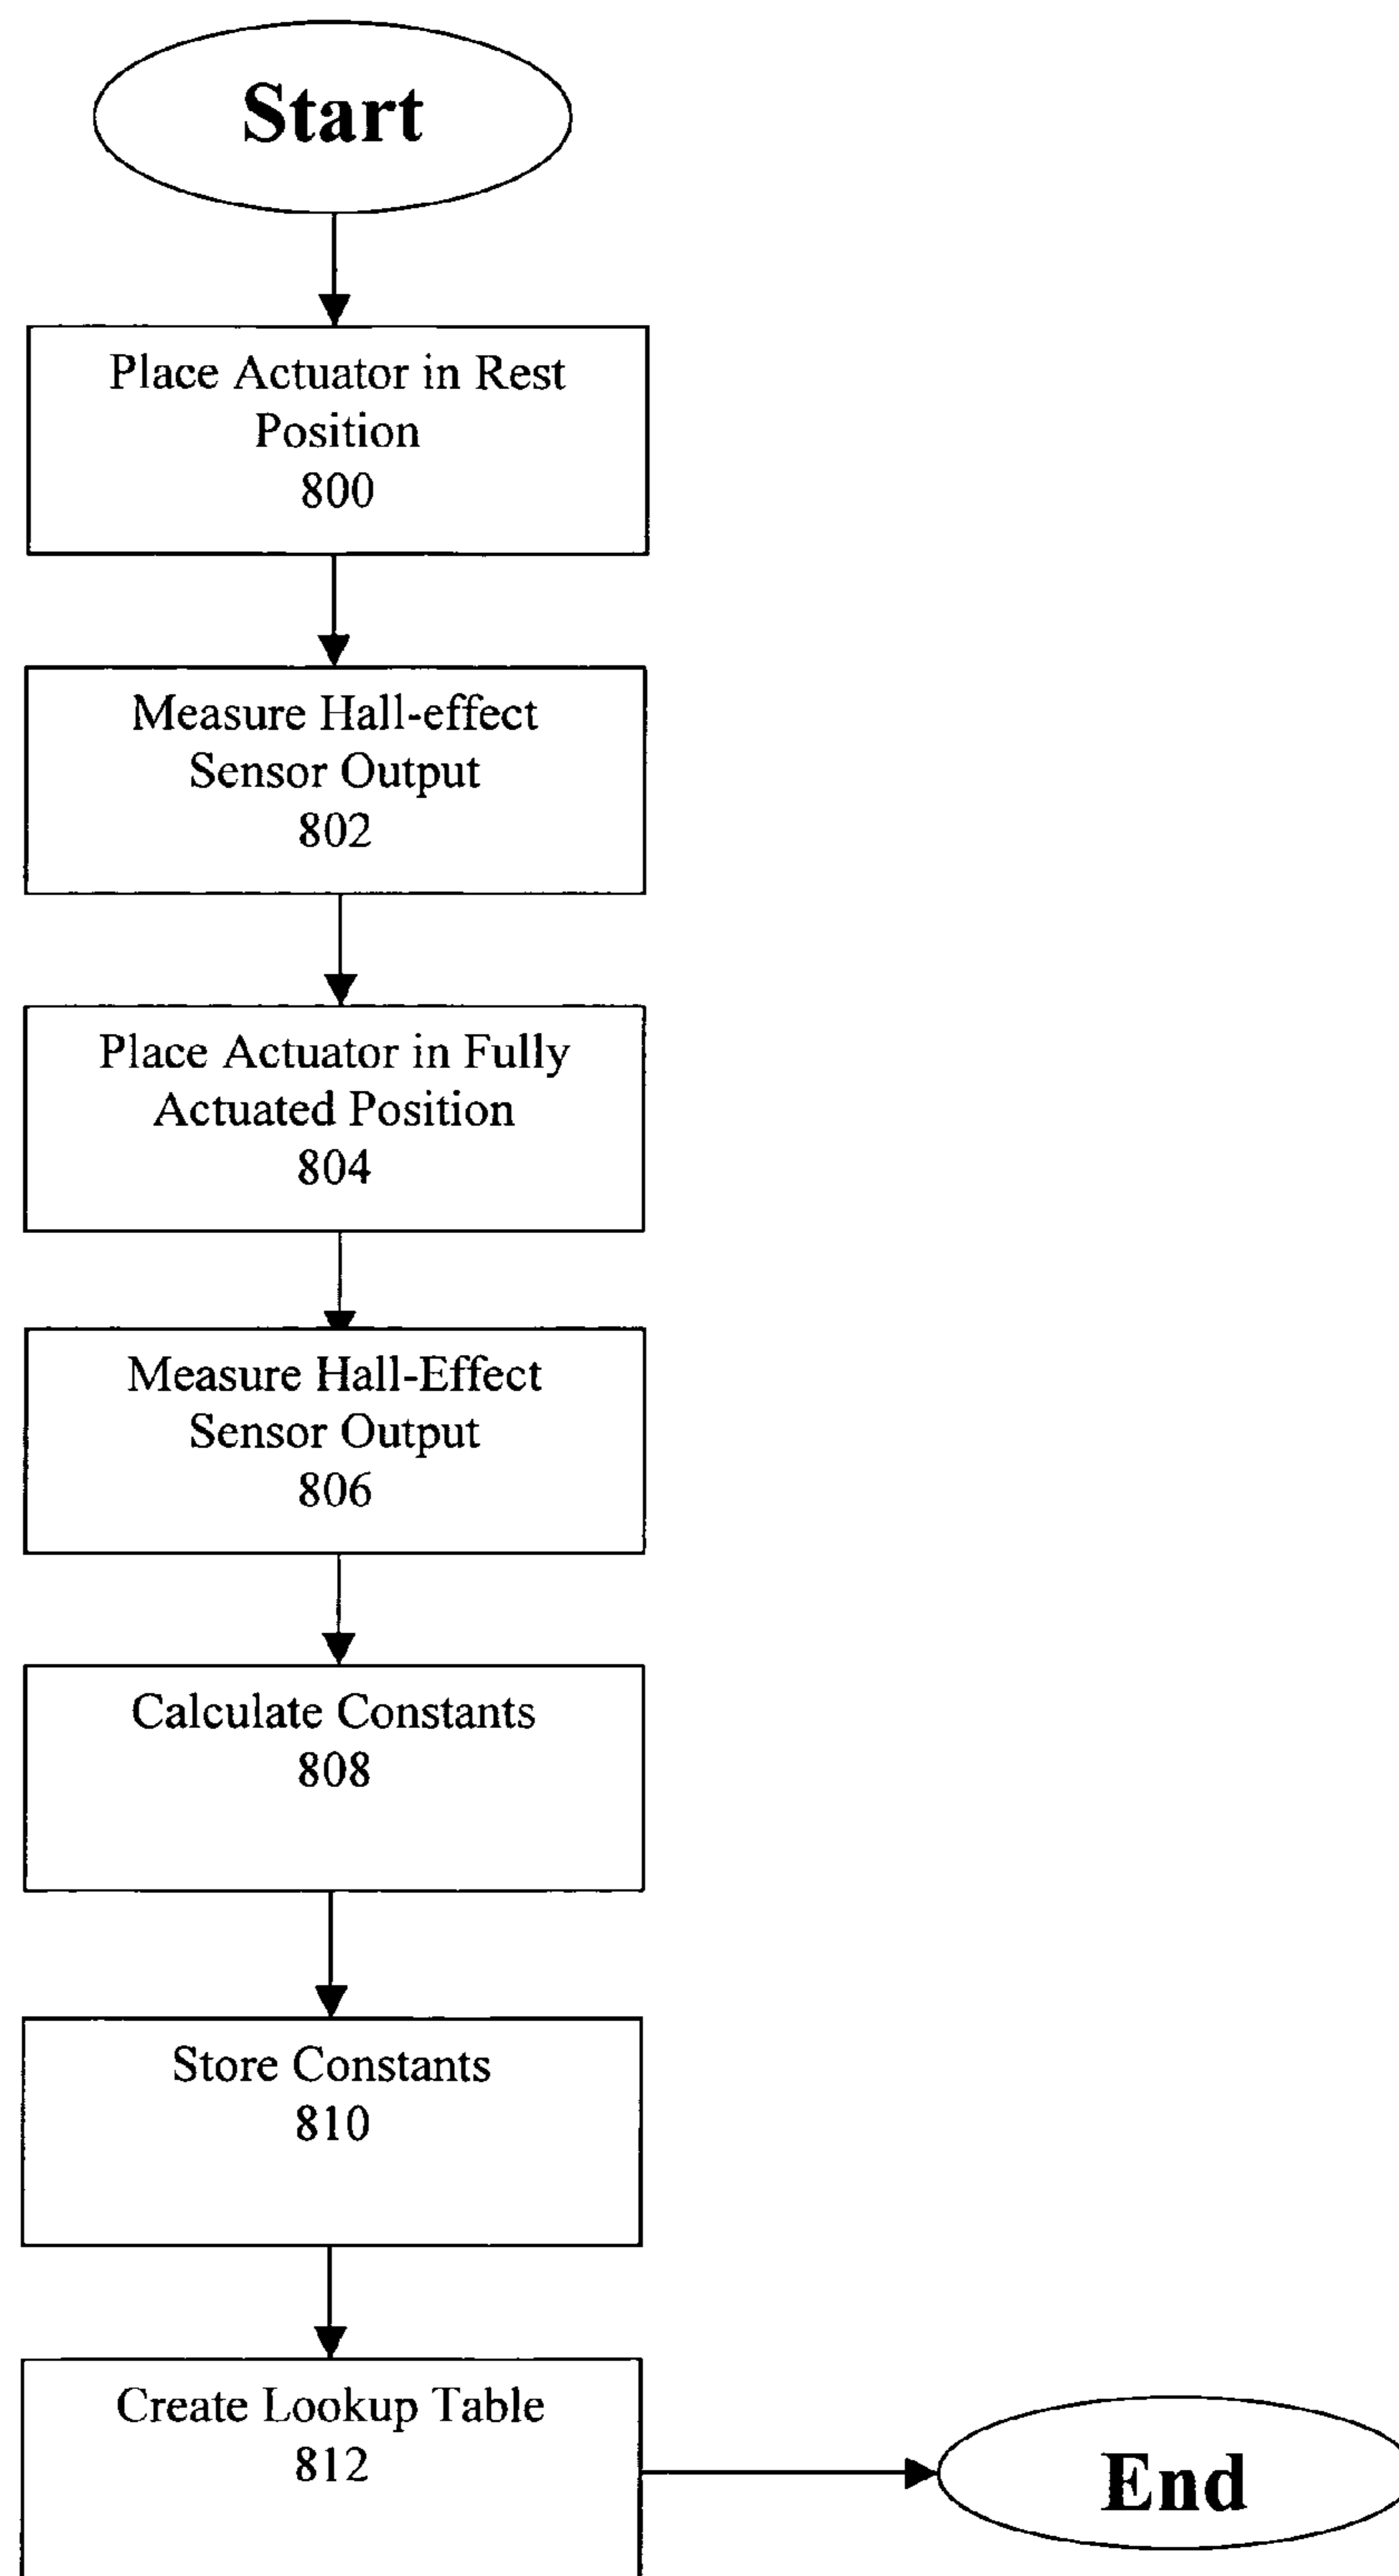 Start
Place Actuator in Rest
Position
800
Measure Hall-effect
Sensor Output
802
Place Actuator in Fully
Actuated Position
804
Measure Hall-Effect
Sensor Output
806
Calculate Constants
808
Store Constants
810
Create Lookup Table
812
End